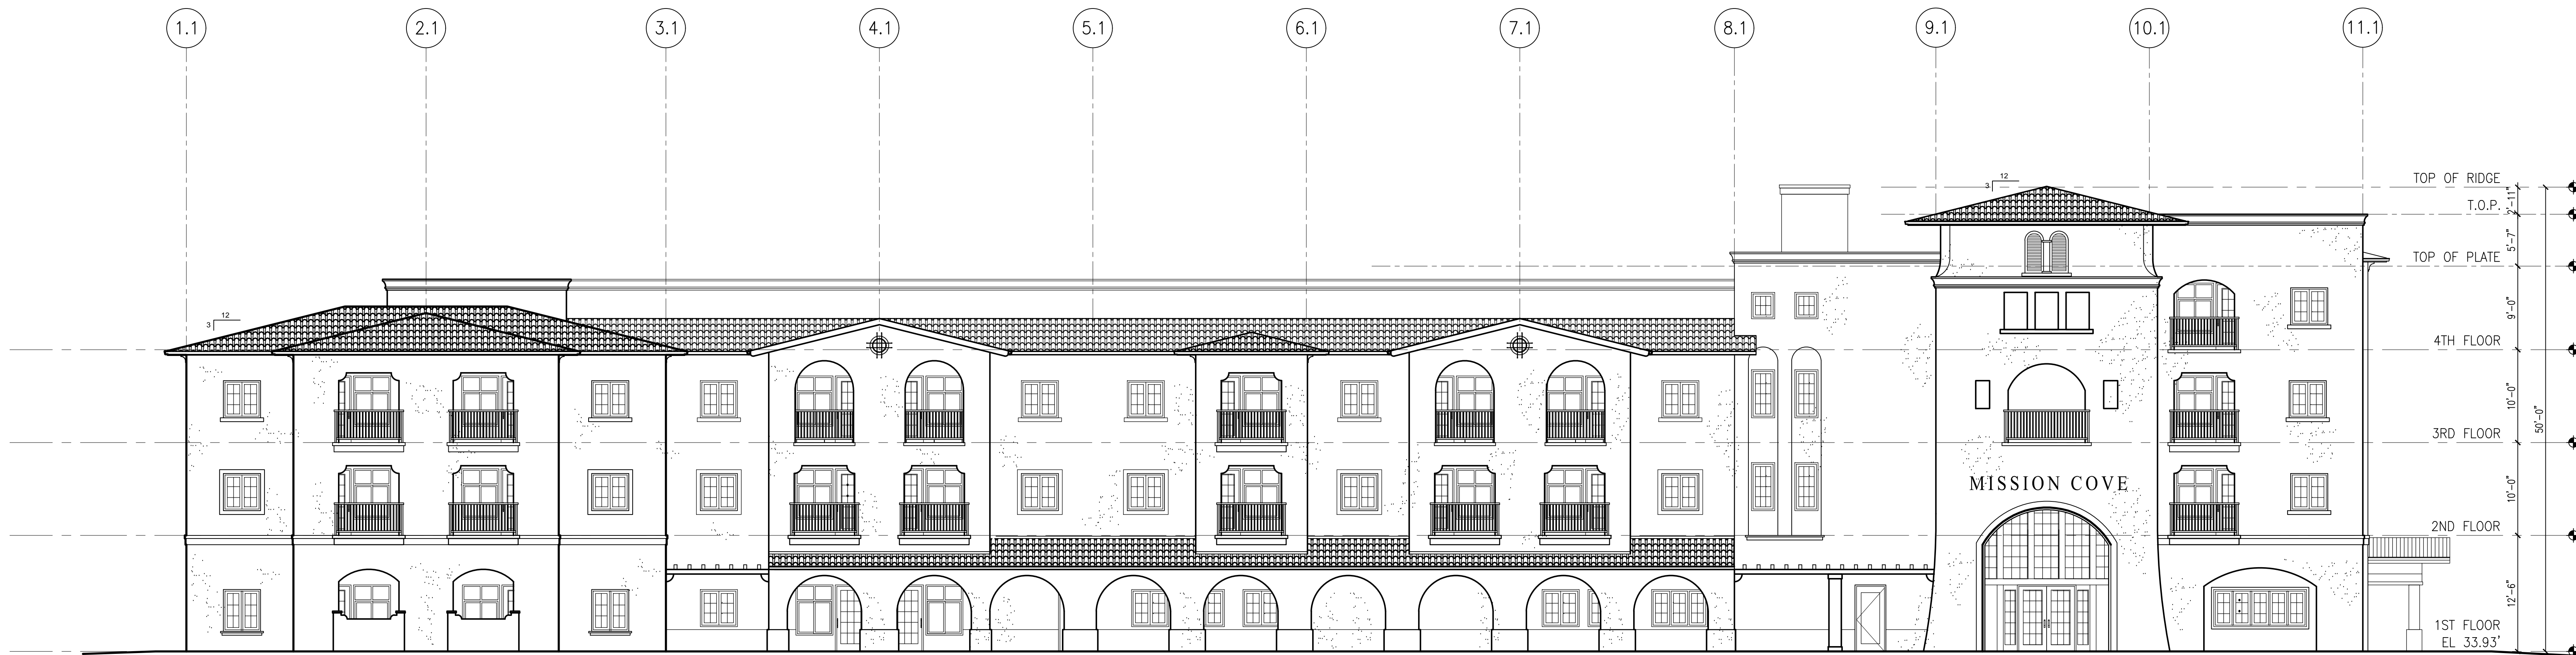 1.1
2.1
3.1
4.1
5.1
6.1
7.1
8.1
9.1
10.1
11.1
12
3
12
3
TOP OF RIDGE
2'-11"
T.O.P.
5'-7"
TOP OF PLATE
9'-0"
4TH FLOOR
10'-0"
50'-0"
3RD FLOOR
MISSION COVE
10'-0"
2ND FLOOR
12'-6"
1ST FLOOR
EL 33.93'